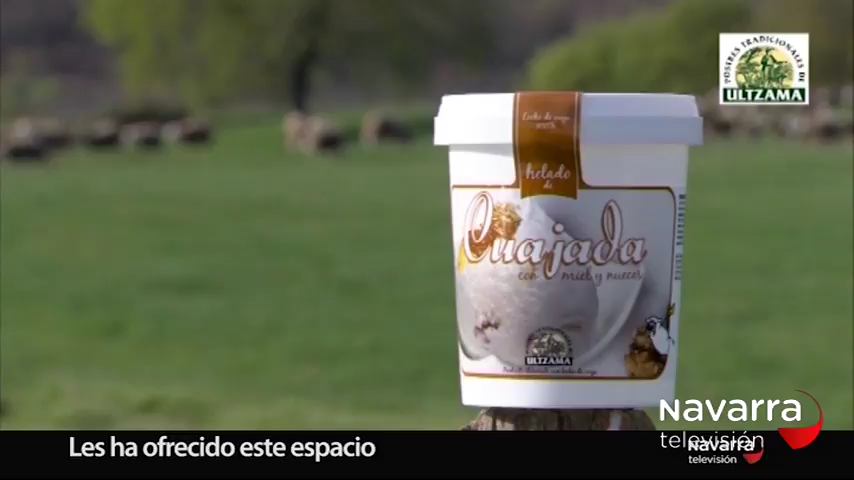 POSTRES TRADICIONALES DE
ULTZAMA
Leche de oveja
100%
helado
de
Cuajada
con miel y nueces
ULTZAMA
Navarra
televisión
Navarra
televisión
Les ha ofrecido este espacio